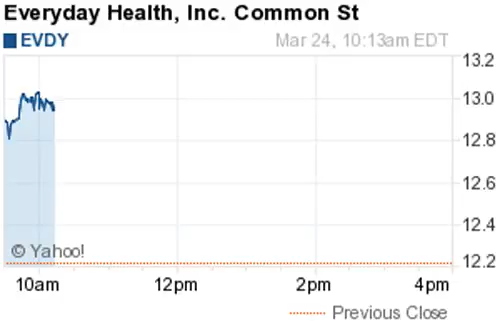 Everyday Health, Inc. Common St
EVDY Mar 24, 10:13am EDT
13.2
13.0
12.8
12.6
12.4
12.2
© Yahoo!
10am 12pm 2pm 4pm
Previous Close